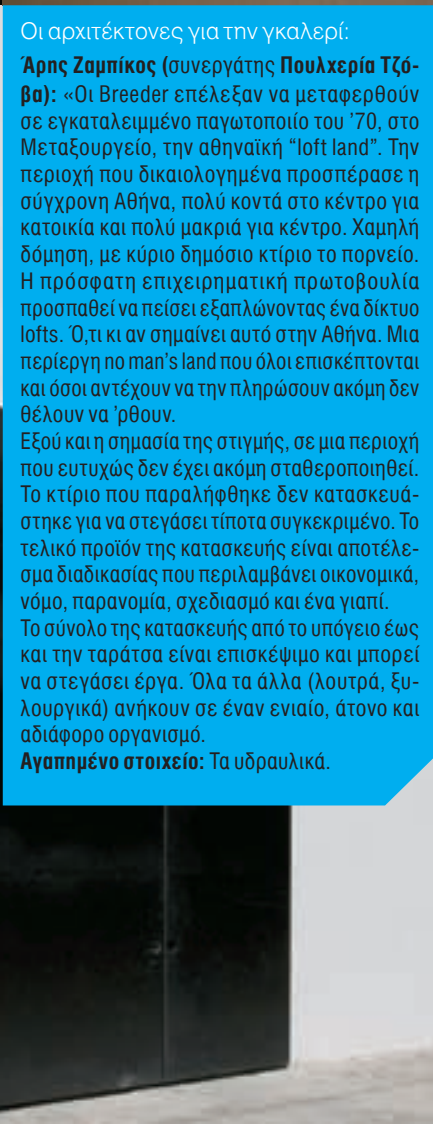 Οι αρχιτέκτονες για την γκαλερί:
Άρης Ζαμπίκος (συνεργάτης Πουλχερία Τζό-
βα): «Οι Breeder επέλεξαν να μεταφερθούν
σε εγκαταλειμμένο παγωτοποιίο του ’70, στο
Μεταξουργείο, την αθηναϊκή “loft land”. Την
περιοχή που δικαιολογημένα προσπέρασε η
σύγχρονη Αθήνα, πολύ κοντά στο κέντρο για
κατοικία και πολύ μακριά για κέντρο. Χαμηλή
δόμηση, με κύριο δημόσιο κτίριο το πορνείο.
Η πρόσφατη επιχειρηματική πρωτοβουλία
προσπαθεί να πείσει εξαπλώνοντας ένα δίκτυο
lofts. Ό,τι κι αν σημαίνει αυτό στην Αθήνα. Μια
περίεργη no man’s land που όλοι επισκέπτονται
και όσοι αντέχουν να την πληρώσουν ακόμη δεν
θέλουν να ’ρθουν.
Εξού και η σημασία της στιγμής, σε μια περιοχή
που ευτυχώς δεν έχει ακόμη σταθεροποιηθεί.
Το κτίριο που παραλήφθηκε δεν κατασκευά-
στηκε για να στεγάσει τίποτα συγκεκριμένο. Το
τελικό προϊόν της κατασκευής είναι αποτέλε-
σμα διαδικασίας που περιλαμβάνει οικονομικά,
νόμο, παρανομία, σχεδιασμό και ένα γιαπί.
Το σύνολο της κατασκευής από το υπόγειο έως
και την ταράτσα είναι επισκέψιμο και μπορεί
να στεγάσει έργα. Όλα τα άλλα (λουτρά, ξυ-
λουργικά) ανήκουν σε έναν ενιαίο, άτονο και
αδιάφορο οργανισμό.
Αγαπημένο στοιχείο: Τα υδραυλικά.